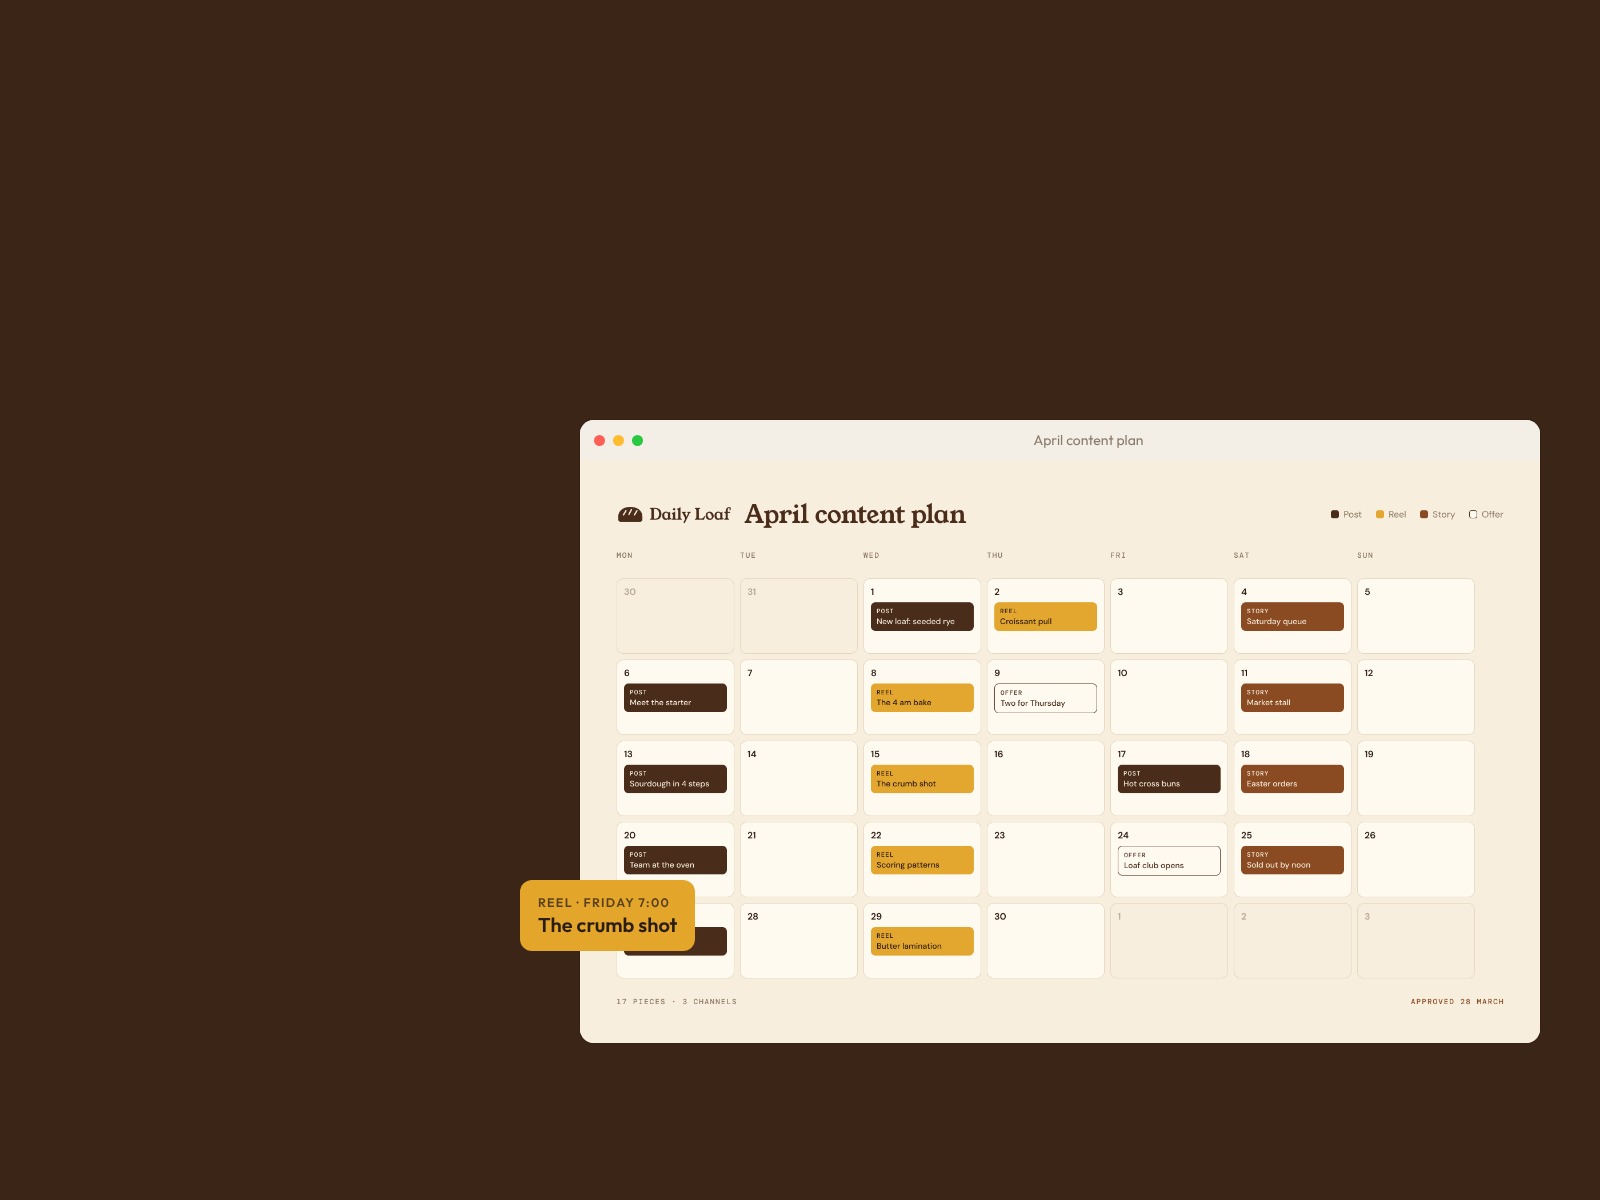 April content plan
Daily Loaf April content plan
Post Reel Story Offer
MON TUE WED THU FRI SAT SUN
30 31 1 2 3 4 5
POST REEL STORY
New loaf: seeded rye Croissant pull Saturday queue
6 7 8 9 10 11 12
POST REEL OFFER STORY
Meet the starter The 4 am bake Two for Thursday Market stall
13 14 15 16 17 18 19
POST REEL POST STORY
Sourdough in 4 steps The crumb shot Hot cross buns Easter orders
20 21 22 23 24 25 26
POST REEL OFFER STORY
Team at the oven Scoring patterns Loaf club opens Sold out by noon
REEL · FRIDAY 7:00
The crumb shot
28 29 30 1 2 3
REEL
Butter lamination
17 PIECES · 3 CHANNELS APPROVED 28 MARCH